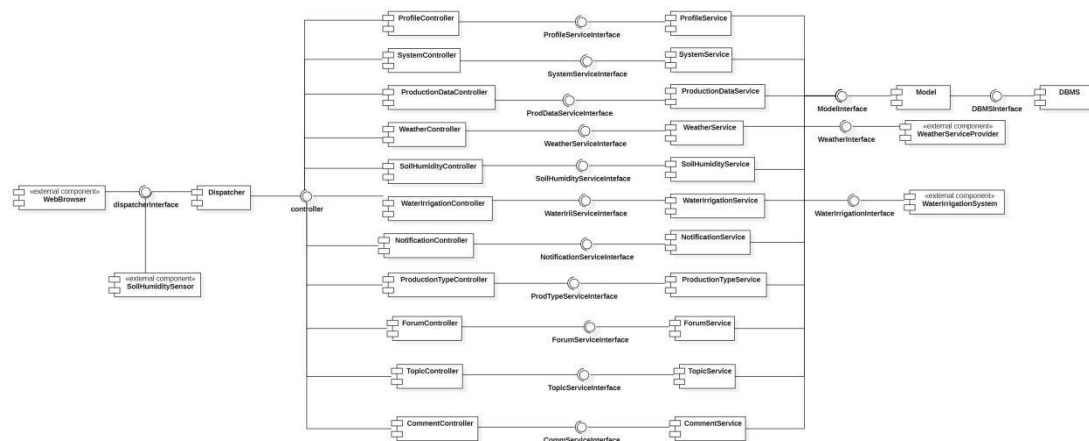 ProfileController
ProfileServiceInterface
ProfileService
SystemController
SystemServiceInterface
SystemService
ProductionDataController
ProdDataServiceInterface
ProductionDataService
ModelInterface
Model
DBMSInterface
DBMS
WeatherController
WeatherServiceInterface
WeatherService
WeatherInterface
«external component»
WeatherServiceProvider
SoilHumidityController
SoilHumidityServiceInteface
SoilHumidityService
«external component»
WebBrowser
dispatcherInterface
Dispatcher
controller
WaterIrrigationController
WaterIriiServiceInterface
WaterIrrigationService
WaterIrrigationInterface
«external component»
WaterIrrigationSystem
NotificationController
NotificationServiceInterface
NotificationService
«external component»
SoilHumiditySensor
ProductionTypeController
ProdTypeServiceInterface
ProductionTypeService
ForumController
ForumServiceInterface
ForumService
TopicController
TopicServiceInterface
TopicService
CommentController
CommServiceInterface
CommentService